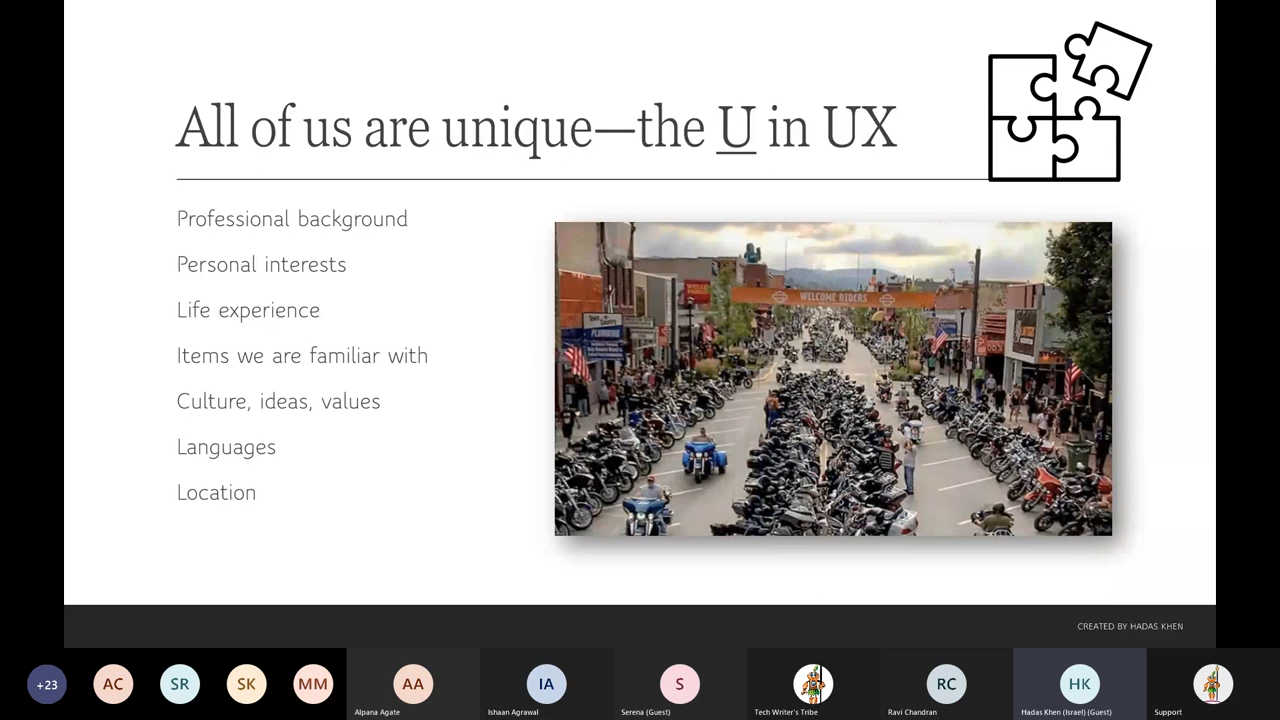 All of us are unique—the U in UX
Professional background
Personal interests
Life experience
Items we are familiar with
Culture, ideas, values
Languages
Location
WELCOME RIDERS
PLUMBING
CREATED BY HADAS KHEN
+23
AC
SR
SK
MM
AA
IA
S
RC
HK
Alpana Agate
Ishaan Agrawal
Serena (Guest)
Tech Writer's Tribe
Ravi Chandran
Hadas Khen (Israel) (Guest)
Support